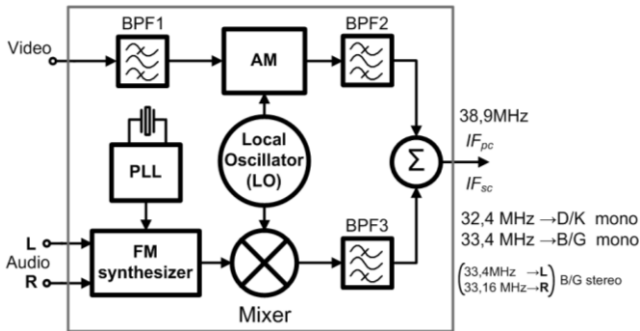 BPF1
BPF2
Video
AM
38,9MHz
IFpc
Local
Oscillator
(LO)
PLL
Σ
IFsc
32,4 MHz →D/K mono
33,4 MHz →B/G mono
BPF3
L
Audio
R
FM
synthesizer
(33,4MHz →L
33,16 MHz→R) B/G stereo
Mixer